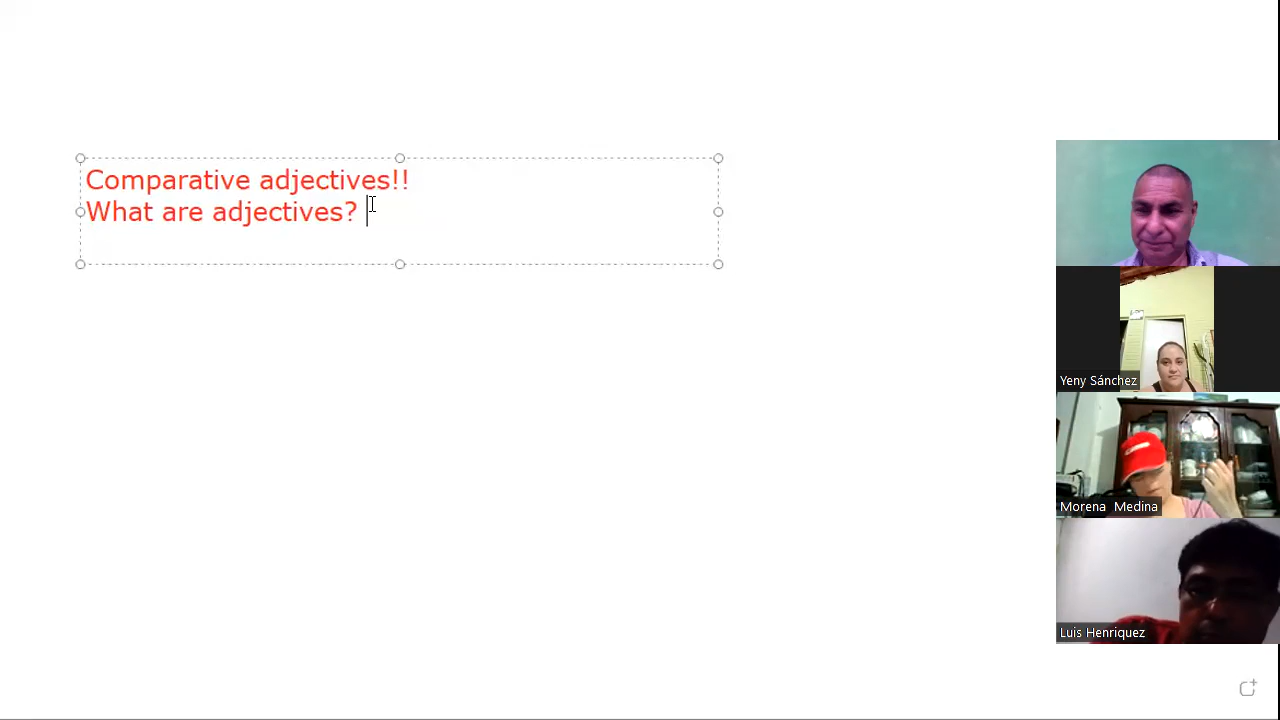 Comparative adjectives!!
What are adjectives?
Yeny Sánchez
Morena Medina
Luis Henriquez